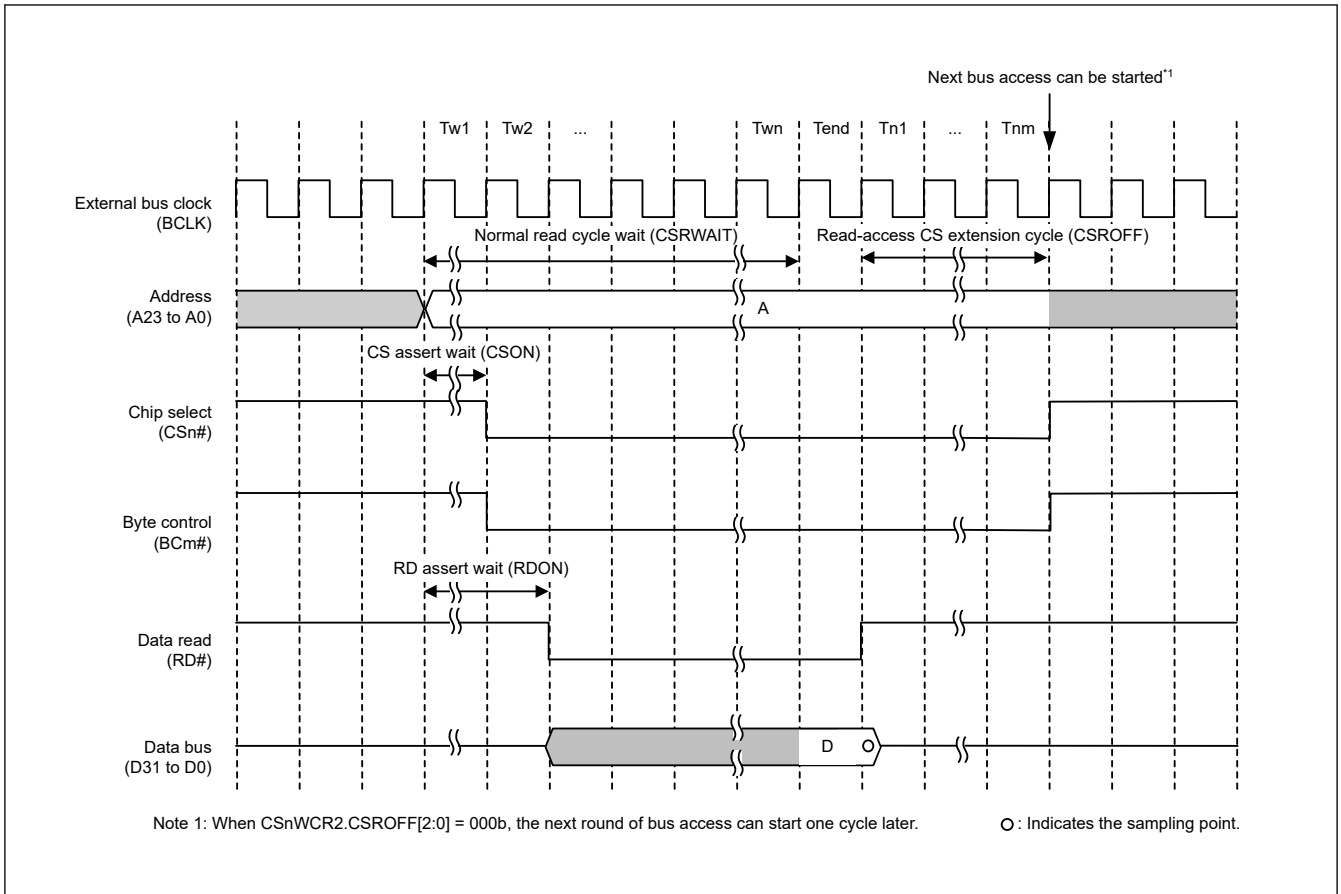 Next bus access can be started*1
Tw1 Tw2 ... Twn Tend Tn1 ... Tnm
External bus clock
(BCLK)
Normal read cycle wait (CSRWAIT)
Read-access CS extension cycle (CSROFF)
Address
(A23 to A0)
A
CS assert wait (CSON)
Chip select
(CSn#)
Byte control
(BCm#)
RD assert wait (RDON)
Data read
(RD#)
Data bus
(D31 to D0)
D
Note 1: When CSnWCR2.CSROFF[2:0] = 000b, the next round of bus access can start one cycle later.
: Indicates the sampling point.